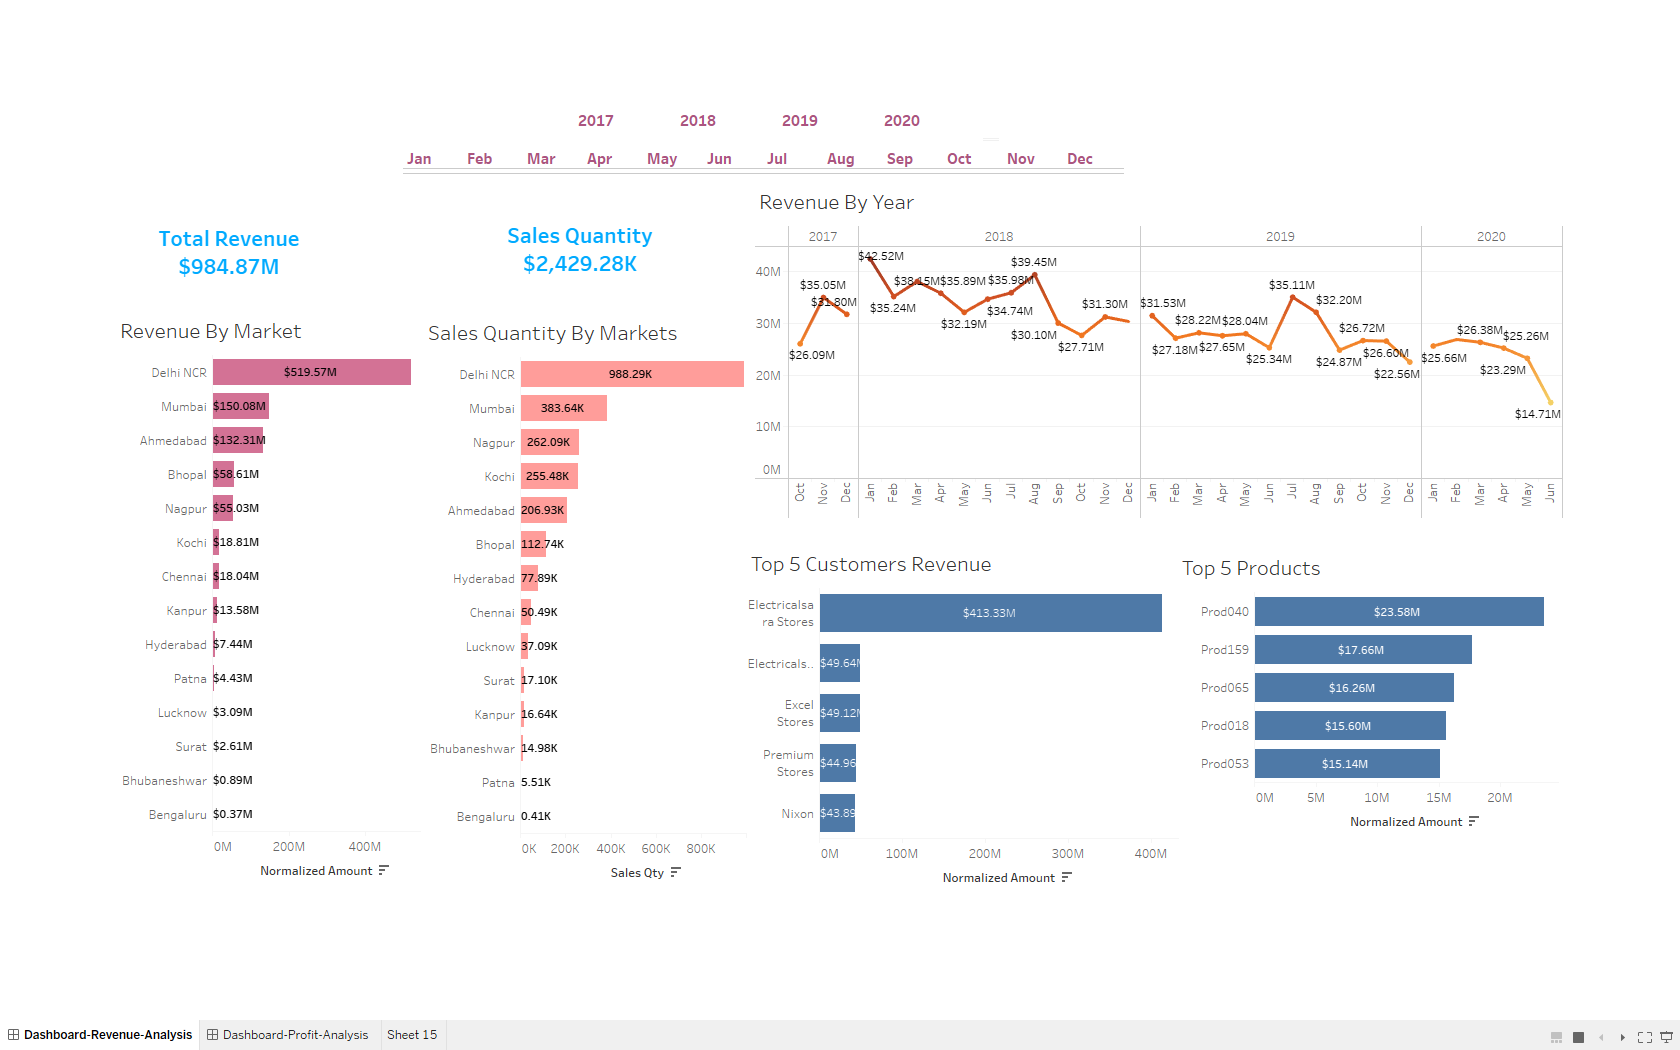 2017 2018 2019 2020
Jan Feb Mar Apr May Jun Jul Aug Sep Oct Nov Dec
Total Revenue
$984.87M
Sales Quantity
$2,429.28K
Revenue By Market
Delhi NCR $519.57M
Mumbai $150.08M
Ahmedabad $132.31M
Bhopal $58.61M
Nagpur $55.03M
Kochi $18.81M
Chennai $18.04M
Kanpur $13.58M
Hyderabad $7.44M
Patna $4.43M
Lucknow $3.09M
Surat $2.61M
Bhubaneshwar $0.89M
Bengaluru $0.37M
0M 200M 400M
Normalized Amount
Sales Quantity By Markets
Delhi NCR 988.29K
Mumbai 383.64K
Nagpur 262.09K
Kochi 255.48K
Ahmedabad 206.93K
Bhopal 112.74K
Hyderabad 77.89K
Chennai 50.49K
Lucknow 37.09K
Surat 17.10K
Kanpur 16.64K
Bhubaneshwar 14.98K
Patna 5.51K
Bengaluru 0.41K
0K 200K 400K 600K 800K
Sales Qty
Revenue By Year
2017 2018 2019 2020
40M
30M
20M
10M
0M
$26.09M $35.05M $31.80M
$42.52M $35.24M $38.15M $35.89M $32.19M $34.74M $35.98M $39.45M $30.10M $27.71M $31.30M
$31.53M $27.18M $28.22M $27.65M $28.04M $25.34M $35.11M $32.20M $24.87M $26.72M $26.60M $22.56M
$25.66M $26.38M $25.26M $23.29M $14.71M
Oct Nov Dec Jan Feb Mar Apr May Jun Jul Aug Sep Oct Nov Dec Jan Feb Mar Apr May Jun Jul Aug Sep Oct Nov Dec Jan Feb Mar Apr May Jun
Top 5 Customers Revenue
Electricalsa
ra Stores $413.33M
Electricals.. $49.64M
Excel
Stores $49.12M
Premium
Stores $44.96
Nixon $43.89
0M 100M 200M 300M 400M
Normalized Amount
Top 5 Products
Prod040 $23.58M
Prod159 $17.66M
Prod065 $16.26M
Prod018 $15.60M
Prod053 $15.14M
0M 5M 10M 15M 20M
Normalized Amount
Dashboard-Revenue-Analysis Dashboard-Profit-Analysis Sheet 15